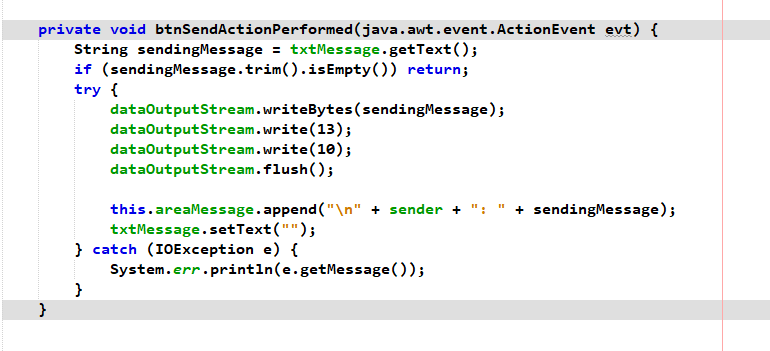 private void btnSendActionPerformed(java.awt.event.ActionEvent evt) {
    String sendingMessage = txtMessage.getText();
    if (sendingMessage.trim().isEmpty()) return;
    try {
        dataOutputStream.writeBytes(sendingMessage);
        dataOutputStream.write(13);
        dataOutputStream.write(10);
        dataOutputStream.flush();

        this.areaMessage.append("\n" + sender + ": " + sendingMessage);
        txtMessage.setText("");
    } catch (IOException e) {
        System.err.println(e.getMessage());
    }
}